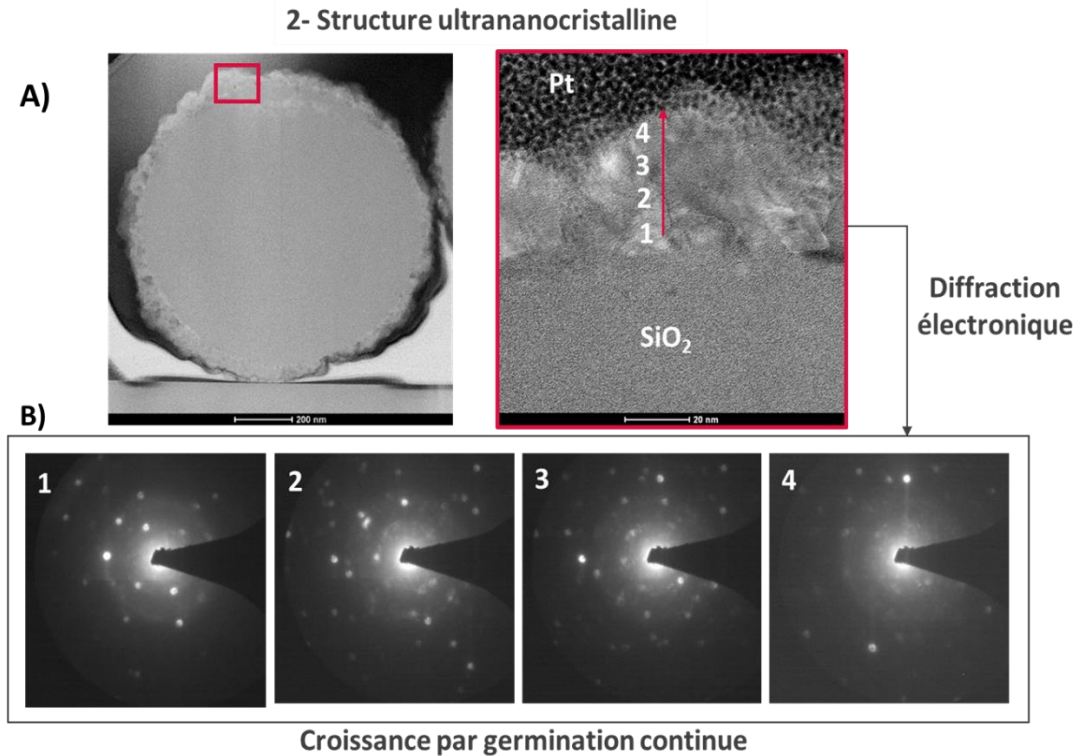 2- Structure ultrananocristalline
A)
Pt
4
3
2
1
SiO₂
200 nm
20 nm
Diffraction
électronique
B)
1
2
3
4
Croissance par germination continue